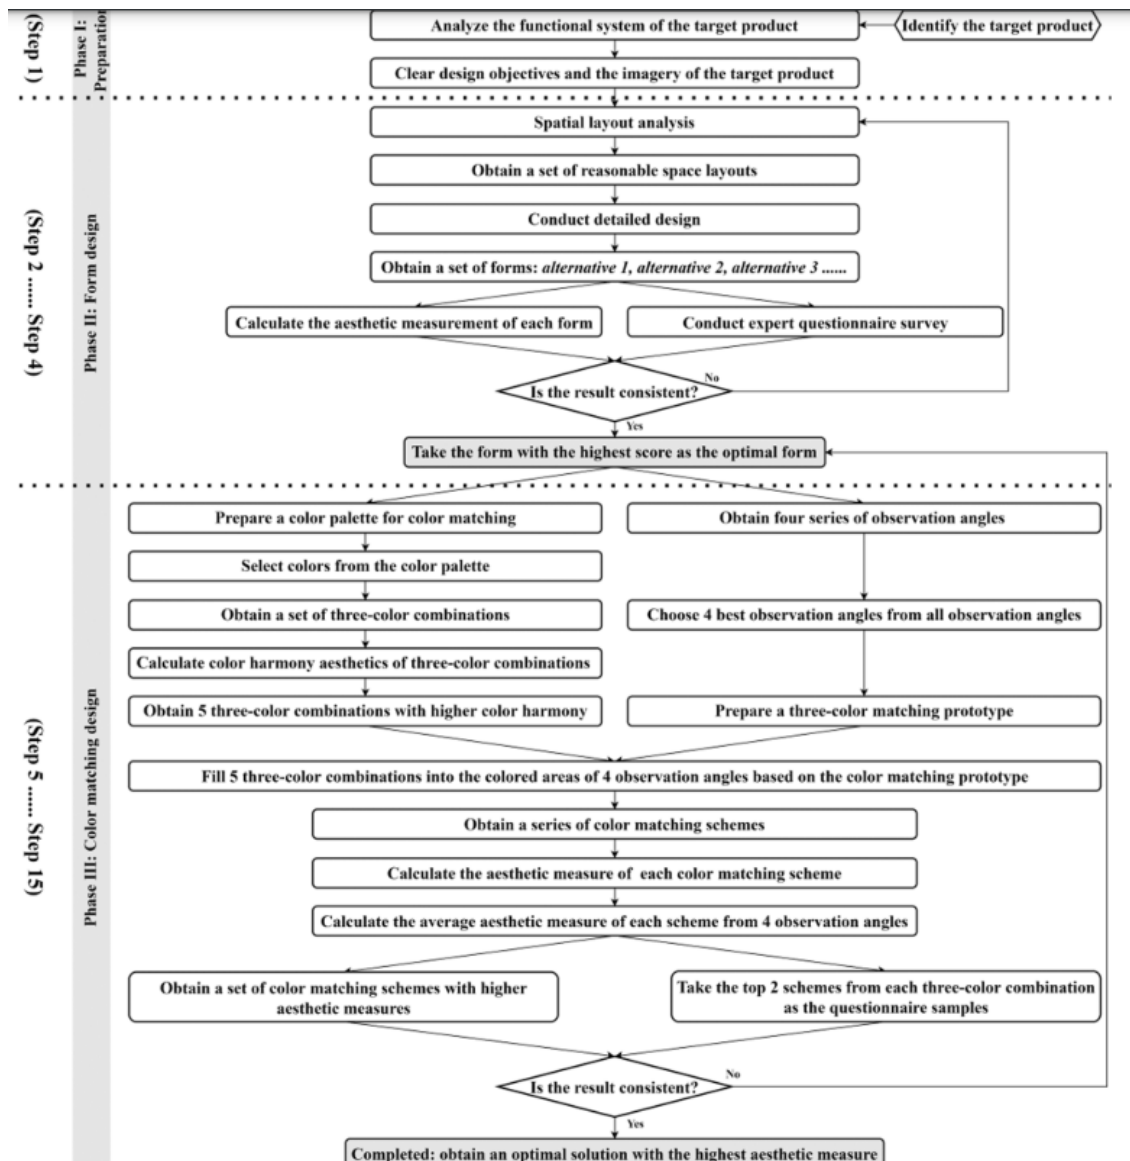 Phase I:
Preparation
(Step 1)
Analyze the functional system of the target product
Identify the target product
Clear design objectives and the imagery of the target product
(Step 2 ...... Step 4)
Phase II: Form design
Spatial layout analysis
Obtain a set of reasonable space layouts
Conduct detailed design
Obtain a set of forms: alternative 1, alternative 2, alternative 3 ......
Calculate the aesthetic measurement of each form
Conduct expert questionnaire survey
Is the result consistent?
No
Yes
Take the form with the highest score as the optimal form
(Step 5 ...... Step 15)
Phase III: Color matching design
Prepare a color palette for color matching
Obtain four series of observation angles
Select colors from the color palette
Obtain a set of three-color combinations
Choose 4 best observation angles from all observation angles
Calculate color harmony aesthetics of three-color combinations
Obtain 5 three-color combinations with higher color harmony
Prepare a three-color matching prototype
Fill 5 three-color combinations into the colored areas of 4 observation angles based on the color matching prototype
Obtain a series of color matching schemes
Calculate the aesthetic measure of each color matching scheme
Calculate the average aesthetic measure of each scheme from 4 observation angles
Obtain a set of color matching schemes with higher
aesthetic measures
Take the top 2 schemes from each three-color combination
as the questionnaire samples
Is the result consistent?
No
Yes
Completed: obtain an optimal solution with the highest aesthetic measure